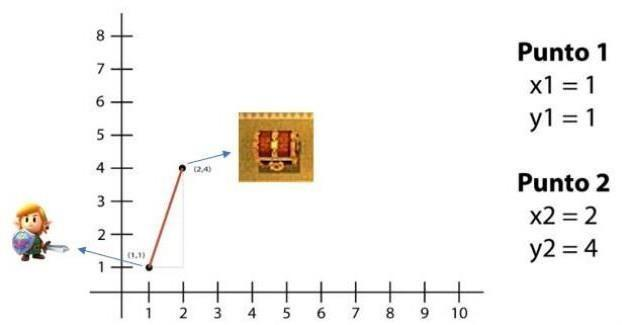 8
7
6
5
4
3
2
1
(2,4)
(1,1)
1 2 3 4 5 6 7 8 9 10
Punto 1
x1 = 1
y1 = 1
Punto 2
x2 = 2
y2 = 4